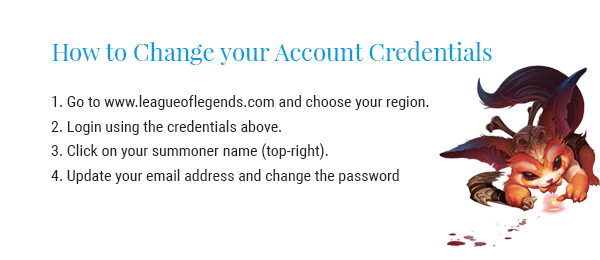 How to Change your Account Credentials
1. Go to www.leagueoflegends.com and choose your region.
2. Login using the credentials above.
3. Click on your summoner name (top-right).
4. Update your email address and change the password